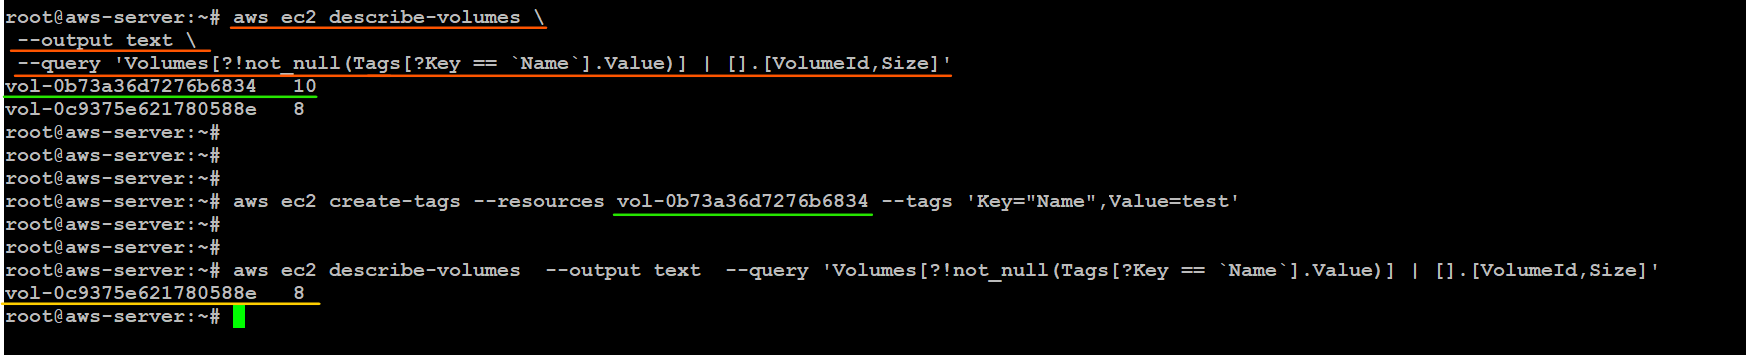 root@aws-server:~# aws ec2 describe-volumes \
 --output text \
 --query 'Volumes[?!not_null(Tags[?Key == `Name`].Value)] | [].[VolumeId,Size]'
vol-0b73a36d7276b6834   10
vol-0c9375e621780588e   8
root@aws-server:~#
root@aws-server:~#
root@aws-server:~#
root@aws-server:~# aws ec2 create-tags --resources vol-0b73a36d7276b6834 --tags 'Key="Name",Value=test'
root@aws-server:~#
root@aws-server:~#
root@aws-server:~# aws ec2 describe-volumes  --output text  --query 'Volumes[?!not_null(Tags[?Key == `Name`].Value)] | [].[VolumeId,Size]'
vol-0c9375e621780588e   8
root@aws-server:~#